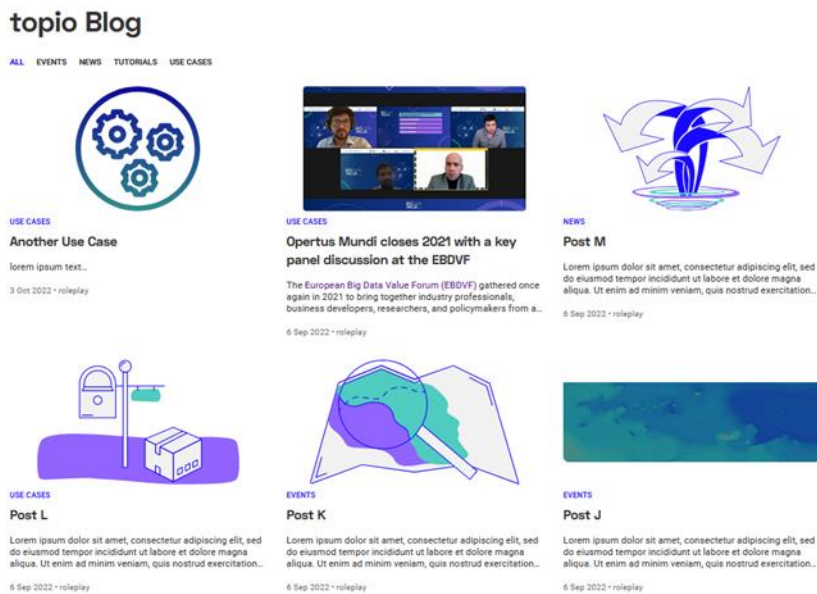 topio Blog
ALL EVENTS NEWS TUTORIALS USE CASES
USE CASES
Another Use Case
lorem ipsum text...
3 Oct 2022 • roleplay
USE CASES
Opertus Mundi closes 2021 with a key
panel discussion at the EBDVF
The European Big Data Value Forum (EBDVF) gathered once
again in 2021 to bring together industry professionals,
business developers, researchers, and policymakers from a...
6 Sep 2022 • roleplay
NEWS
Post M
Lorem ipsum dolor sit amet, consectetur adipiscing elit, sed
do eiusmod tempor incididunt ut labore et dolore magna
aliqua. Ut enim ad minim veniam, quis nostrud exercitation...
6 Sep 2022 • roleplay
USE CASES
Post L
Lorem ipsum dolor sit amet, consectetur adipiscing elit, sed
do eiusmod tempor incididunt ut labore et dolore magna
aliqua. Ut enim ad minim veniam, quis nostrud exercitation...
6 Sep 2022 • roleplay
EVENTS
Post K
Lorem ipsum dolor sit amet, consectetur adipiscing elit, sed
do eiusmod tempor incididunt ut labore et dolore magna
aliqua. Ut enim ad minim veniam, quis nostrud exercitation...
6 Sep 2022 • roleplay
EVENTS
Post J
Lorem ipsum dolor sit amet, consectetur adipiscing elit, sed
do eiusmod tempor incididunt ut labore et dolore magna
aliqua. Ut enim ad minim veniam, quis nostrud exercitation...
6 Sep 2022 • roleplay